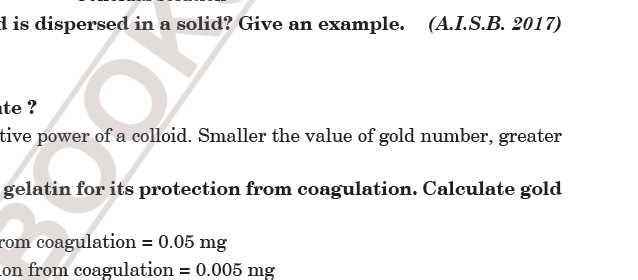 d is dispersed in a solid? Give an example. (A.I.S.B. 2017)
ate ?
tive power of a colloid. Smaller the value of gold number, greater
gelatin for its protection from coagulation. Calculate gold
rom coagulation = 0.05 mg
ion from coagulation = 0.005 mg
BOOK